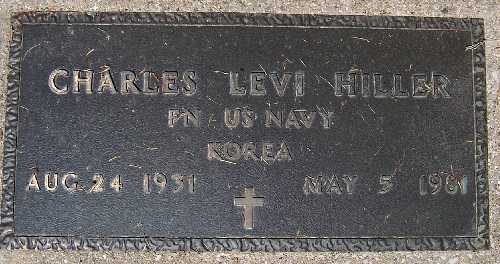 CHARLES LEVI HILLER
PN US NAVY
KOREA
AUG 24 1931 MAY 5 1961